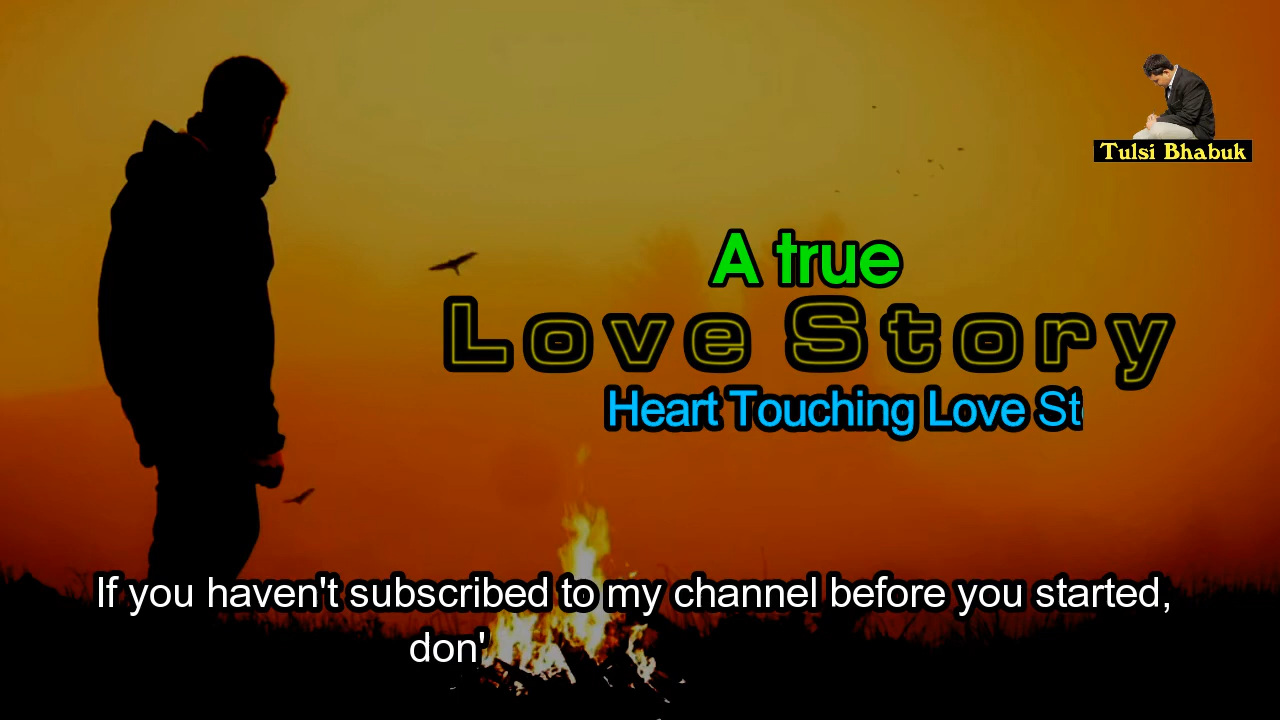 Tulsi Bhabuk
A true
Love Story
Heart Touching Love St
If you haven't subscribed to my channel before you started,
don'